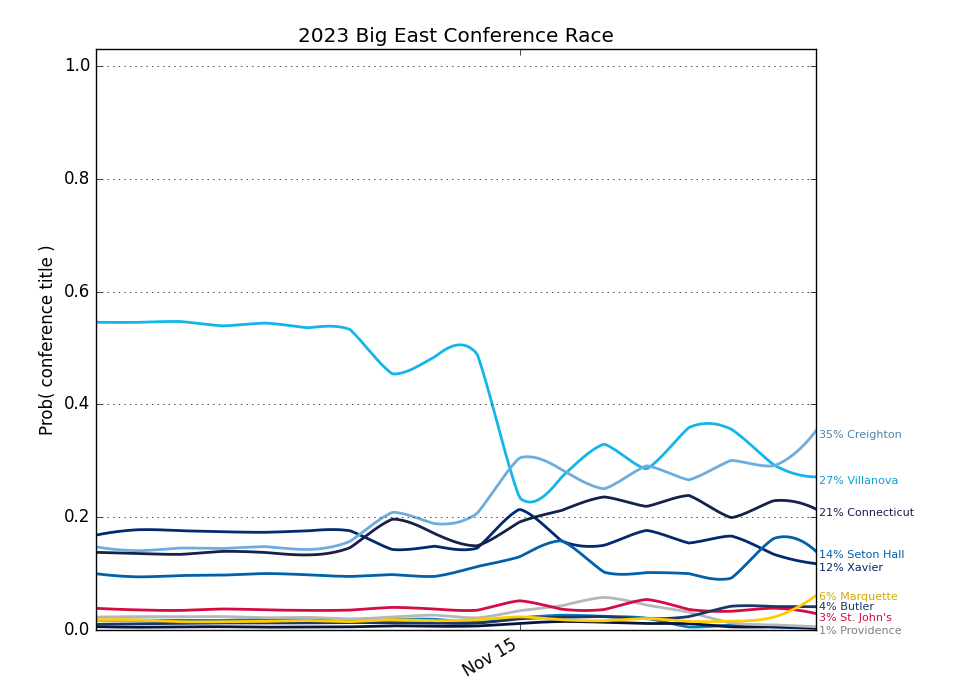 2023 Big East Conference Race
Prob( conference title )
1.0
0.8
0.6
0.4
0.2
0.0
Nov 15
35% Creighton
27% Villanova
21% Connecticut
14% Seton Hall
12% Xavier
6% Marquette
4% Butler
3% St. John's
1% Providence